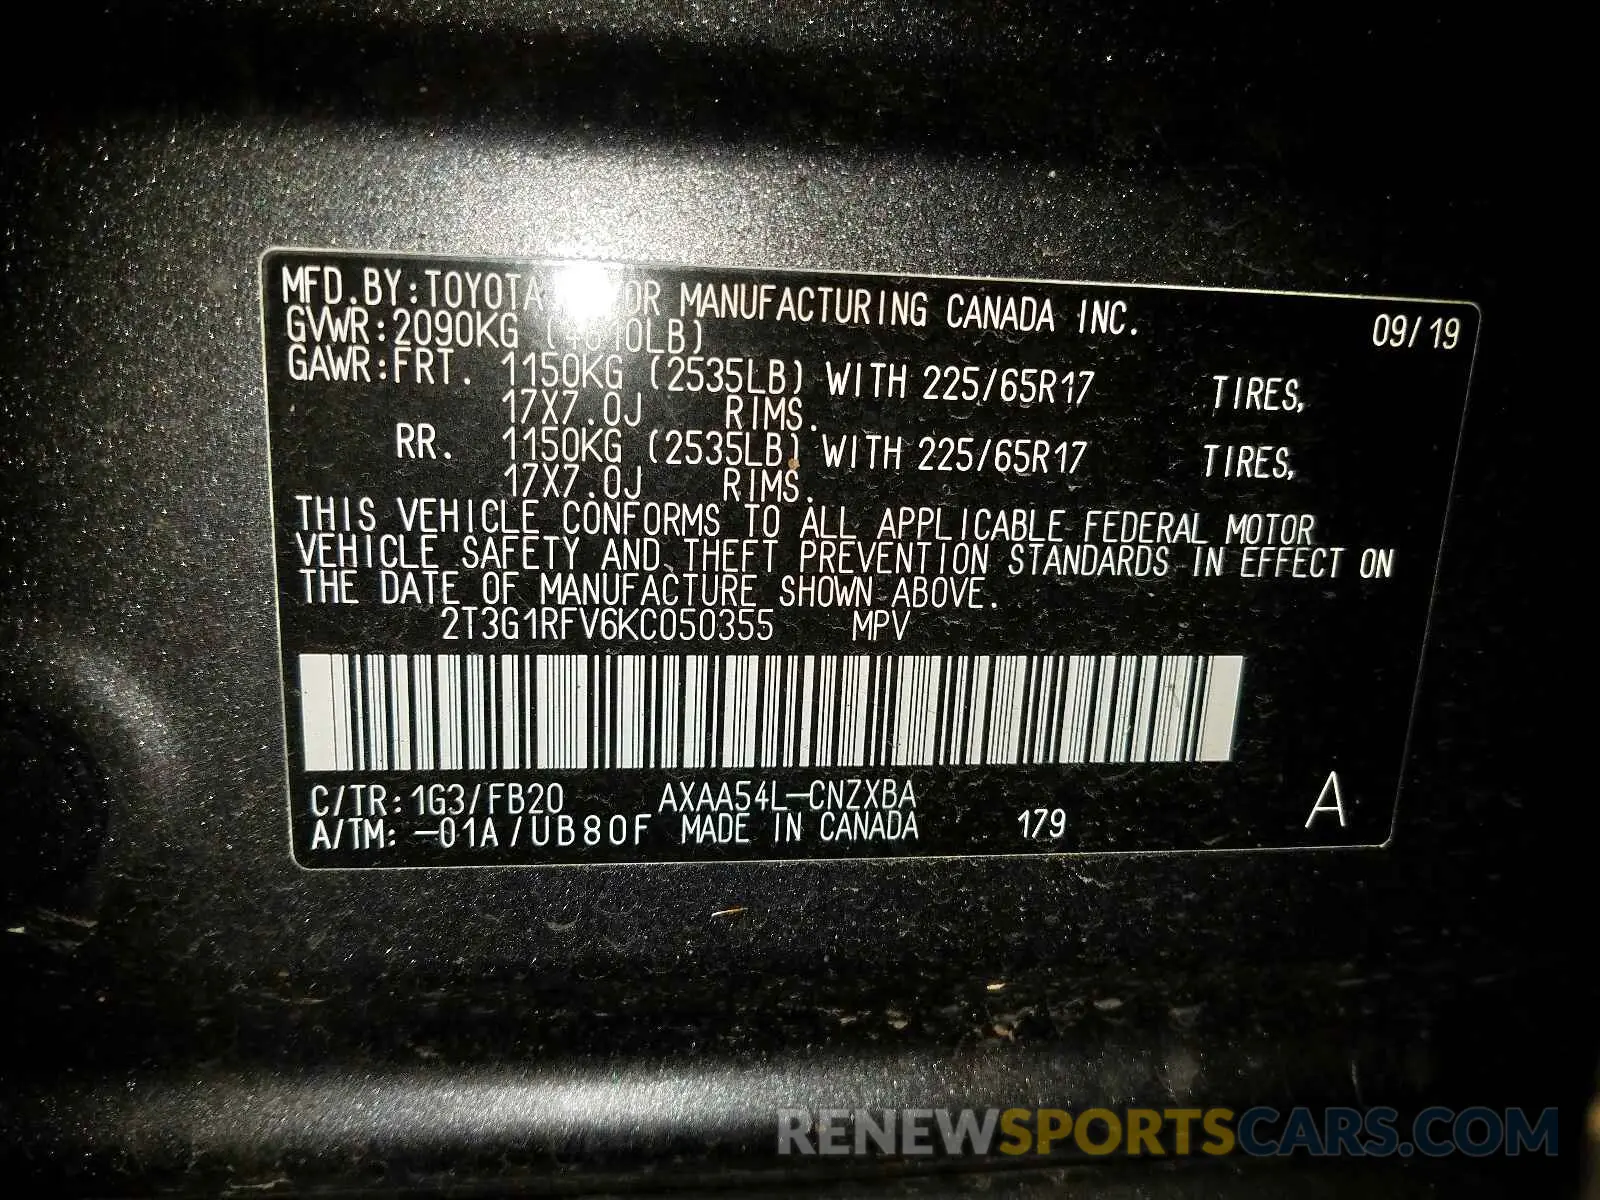 MFD.BY:TOYOTA MANUFACTURING CANADA INC.
09/19
GVWR:2090KG
GAWR:FRT. 1150KG (2535LB) WITH 225/65R17 TIRES,
17X7.0J RIMS.
RR. 1150KG (2535LB) WITH 225/65R17 TIRES,
17X7.0J RIMS.
THIS VEHICLE CONFORMS TO ALL APPLICABLE FEDERAL MOTOR
VEHICLE SAFETY AND THEFT PREVENTION STANDARDS IN EFFECT ON
THE DATE OF MANUFACTURE SHOWN ABOVE.
2T3G1RFV6KC050355 MPV
C/TR:1G3/FB20 AXAA54L-CNZXBA
A/TM: -01A/UB80F MADE IN CANADA 179
A
RENEWSPORTSCARS.COM